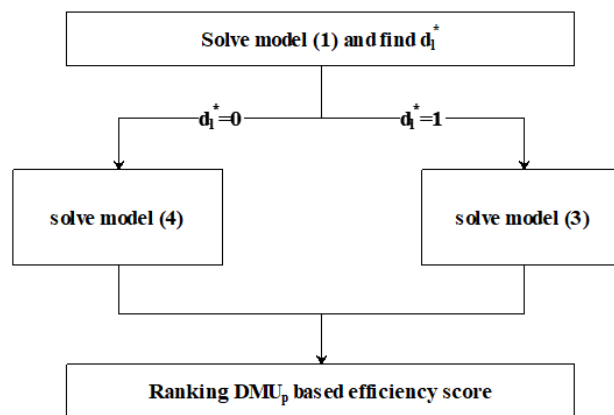 Solve model (1) and find d₁*
d₁*=0
d₁*=1
solve model (4)
solve model (3)
Ranking DMUₚ based efficiency score